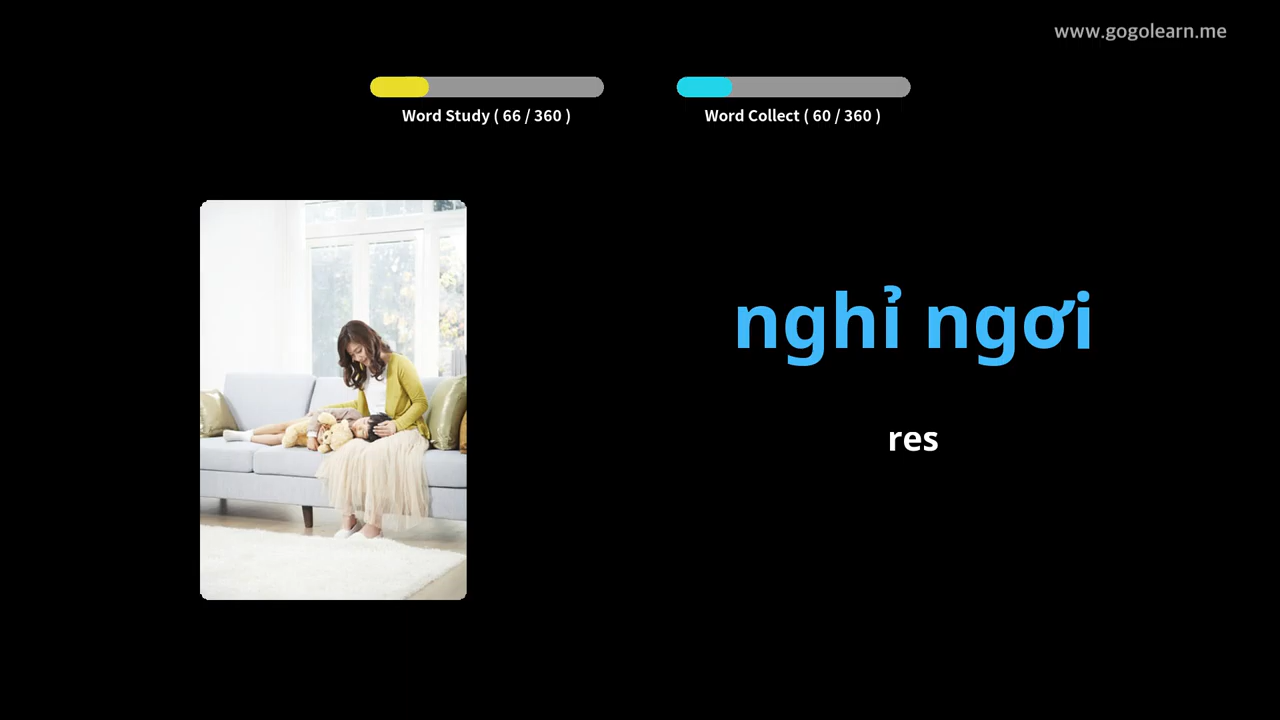 www.gogolearn.me
Word Study ( 66 / 360 )
Word Collect ( 60 / 360 )
nghỉ ngơi
res